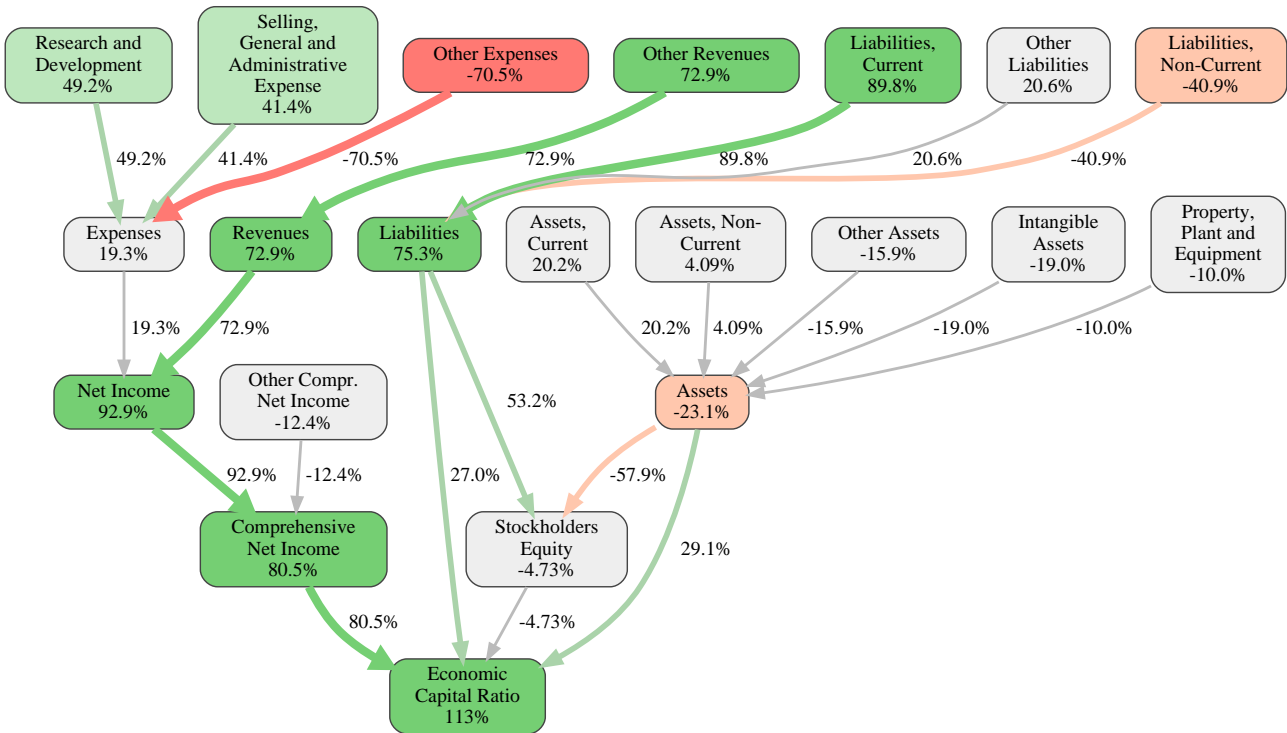 Research and
Development
49.2%
Selling,
General and
Administrative
Expense
41.4%
Other Expenses
-70.5%
Other Revenues
72.9%
Liabilities,
Current
89.8%
Other
Liabilities
20.6%
Liabilities,
Non-Current
-40.9%
49.2%
41.4%
-70.5%
72.9%
89.8%
20.6%
-40.9%
Expenses
19.3%
Revenues
72.9%
Liabilities
75.3%
Assets,
Current
20.2%
Assets, Non-
Current
4.09%
Other Assets
-15.9%
Intangible
Assets
-19.0%
Property,
Plant and
Equipment
-10.0%
19.3%
72.9%
20.2%
4.09%
-15.9%
-19.0%
-10.0%
Net Income
92.9%
Other Compr.
Net Income
-12.4%
53.2%
Assets
-23.1%
92.9%
-12.4%
27.0%
-57.9%
Comprehensive
Net Income
80.5%
Stockholders
Equity
-4.73%
29.1%
80.5%
-4.73%
Economic
Capital Ratio
113%